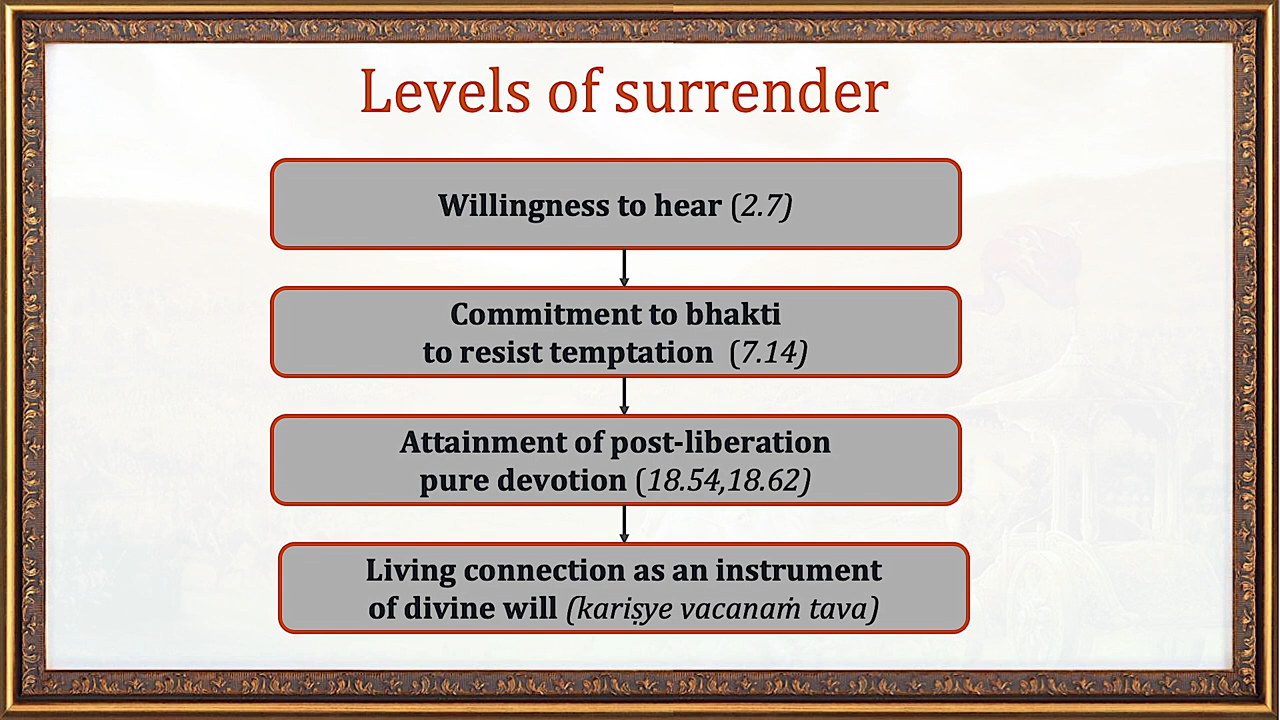 Levels of surrender
Willingness to hear (2.7)
Commitment to bhakti
to resist temptation (7.14)
Attainment of post-liberation
pure devotion (18.54,18.62)
Living connection as an instrument
of divine will (kariṣye vacanaṁ tava)